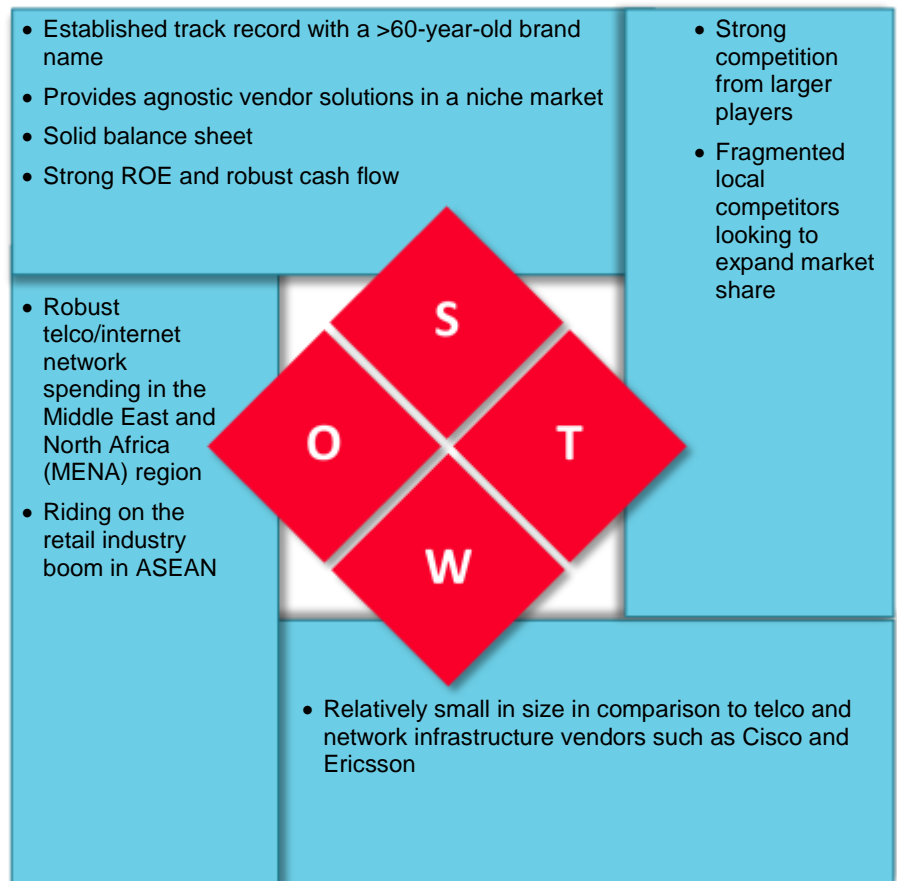 • Established track record with a >60-year-old brand
name
• Provides agnostic vendor solutions in a niche market
• Solid balance sheet
• Strong ROE and robust cash flow
• Strong
competition
from larger
players
• Fragmented
local
competitors
looking to
expand market
share
• Robust
telco/internet
network
spending in the
Middle East and
North Africa
(MENA) region
• Riding on the
retail industry
boom in ASEAN
S
O
T
W
• Relatively small in size in comparison to telco and
network infrastructure vendors such as Cisco and
Ericsson